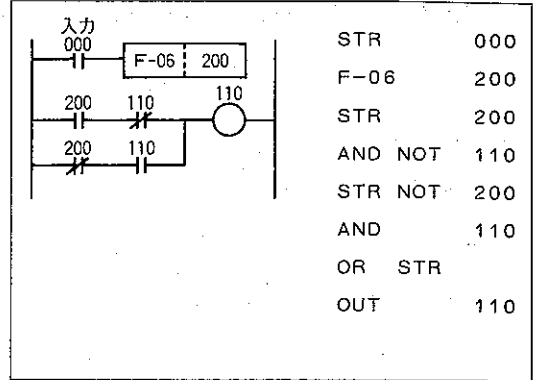 入力
000
F-06 200
110
200 110
200 110
STR 000
F-06 200
STR 200
AND NOT 110
STR NOT 200
AND 110
OR STR
OUT 110